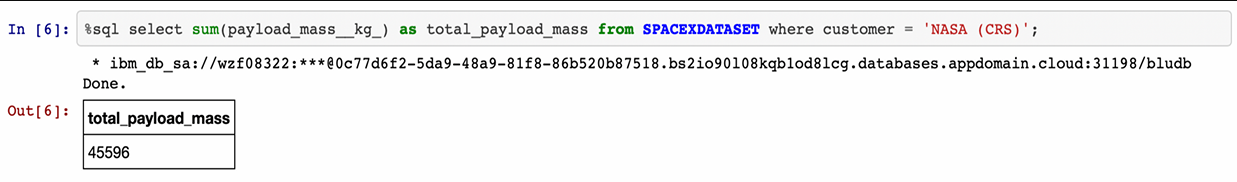 In [6]: %sql select sum(payload_mass__kg_) as total_payload_mass from SPACEXDATASET where customer = 'NASA (CRS)';
* ibm_db_sa://wzf08322:***@0c77d6f2-5da9-48a9-81f8-86b520b87518.bs2io90l08kqb1od8lcg.databases.appdomain.cloud:31198/bludb
Done.
Out[6]: total_payload_mass
45596